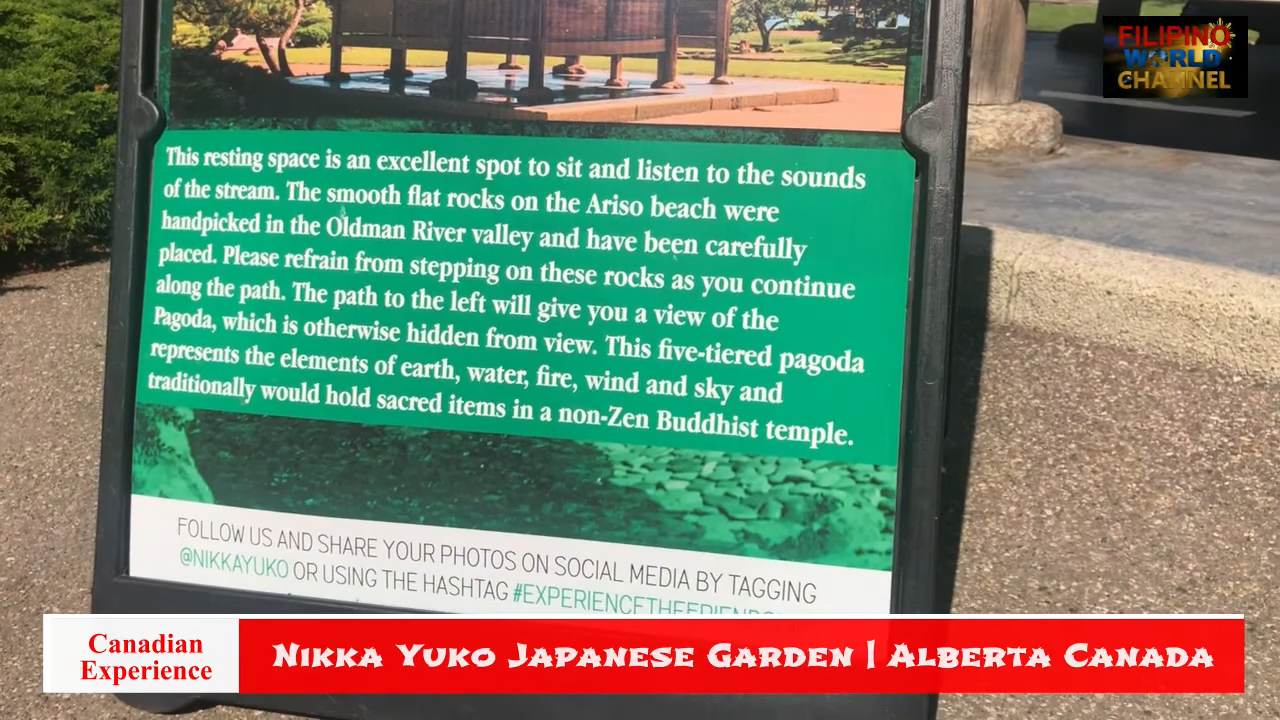 FILIPINO
WORLD
CHANNEL
This resting space is an excellent spot to sit and listen to the sounds
of the stream. The smooth flat rocks on the Ariso beach were
handpicked in the Oldman River valley and have been carefully
placed. Please refrain from stepping on these rocks as you continue
along the path. The path to the left will give you a view of the
Pagoda, which is otherwise hidden from view. This five-tiered pagoda
represents the elements of earth, water, fire, wind and sky and
traditionally would hold sacred items in a non-Zen Buddhist temple.
FOLLOW US AND SHARE YOUR PHOTOS ON SOCIAL MEDIA BY TAGGING
@NIKKAYUKO OR USING THE HASHTAG
Canadian
Experience
Nikka Yuko Japanese Garden | Alberta Canada